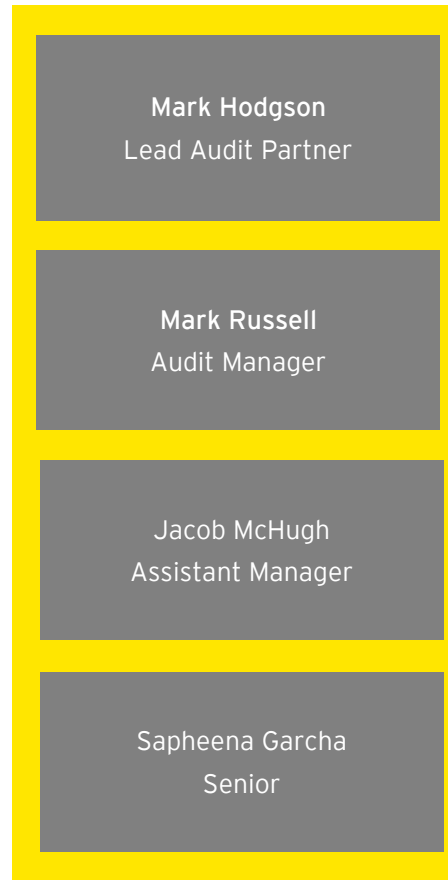 Mark Hodgson
Lead Audit Partner
Mark Russell
Audit Manager
Jacob McHugh
Assistant Manager
Sapheena Garcha
Senior